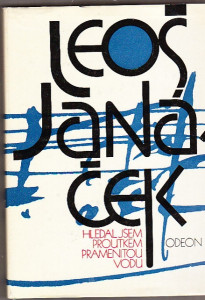 LEOŠ
JANÁ-
ČEK
HLEDAL JSEM
PROUTKEM
PRAMENITOU
VODU
ODEON